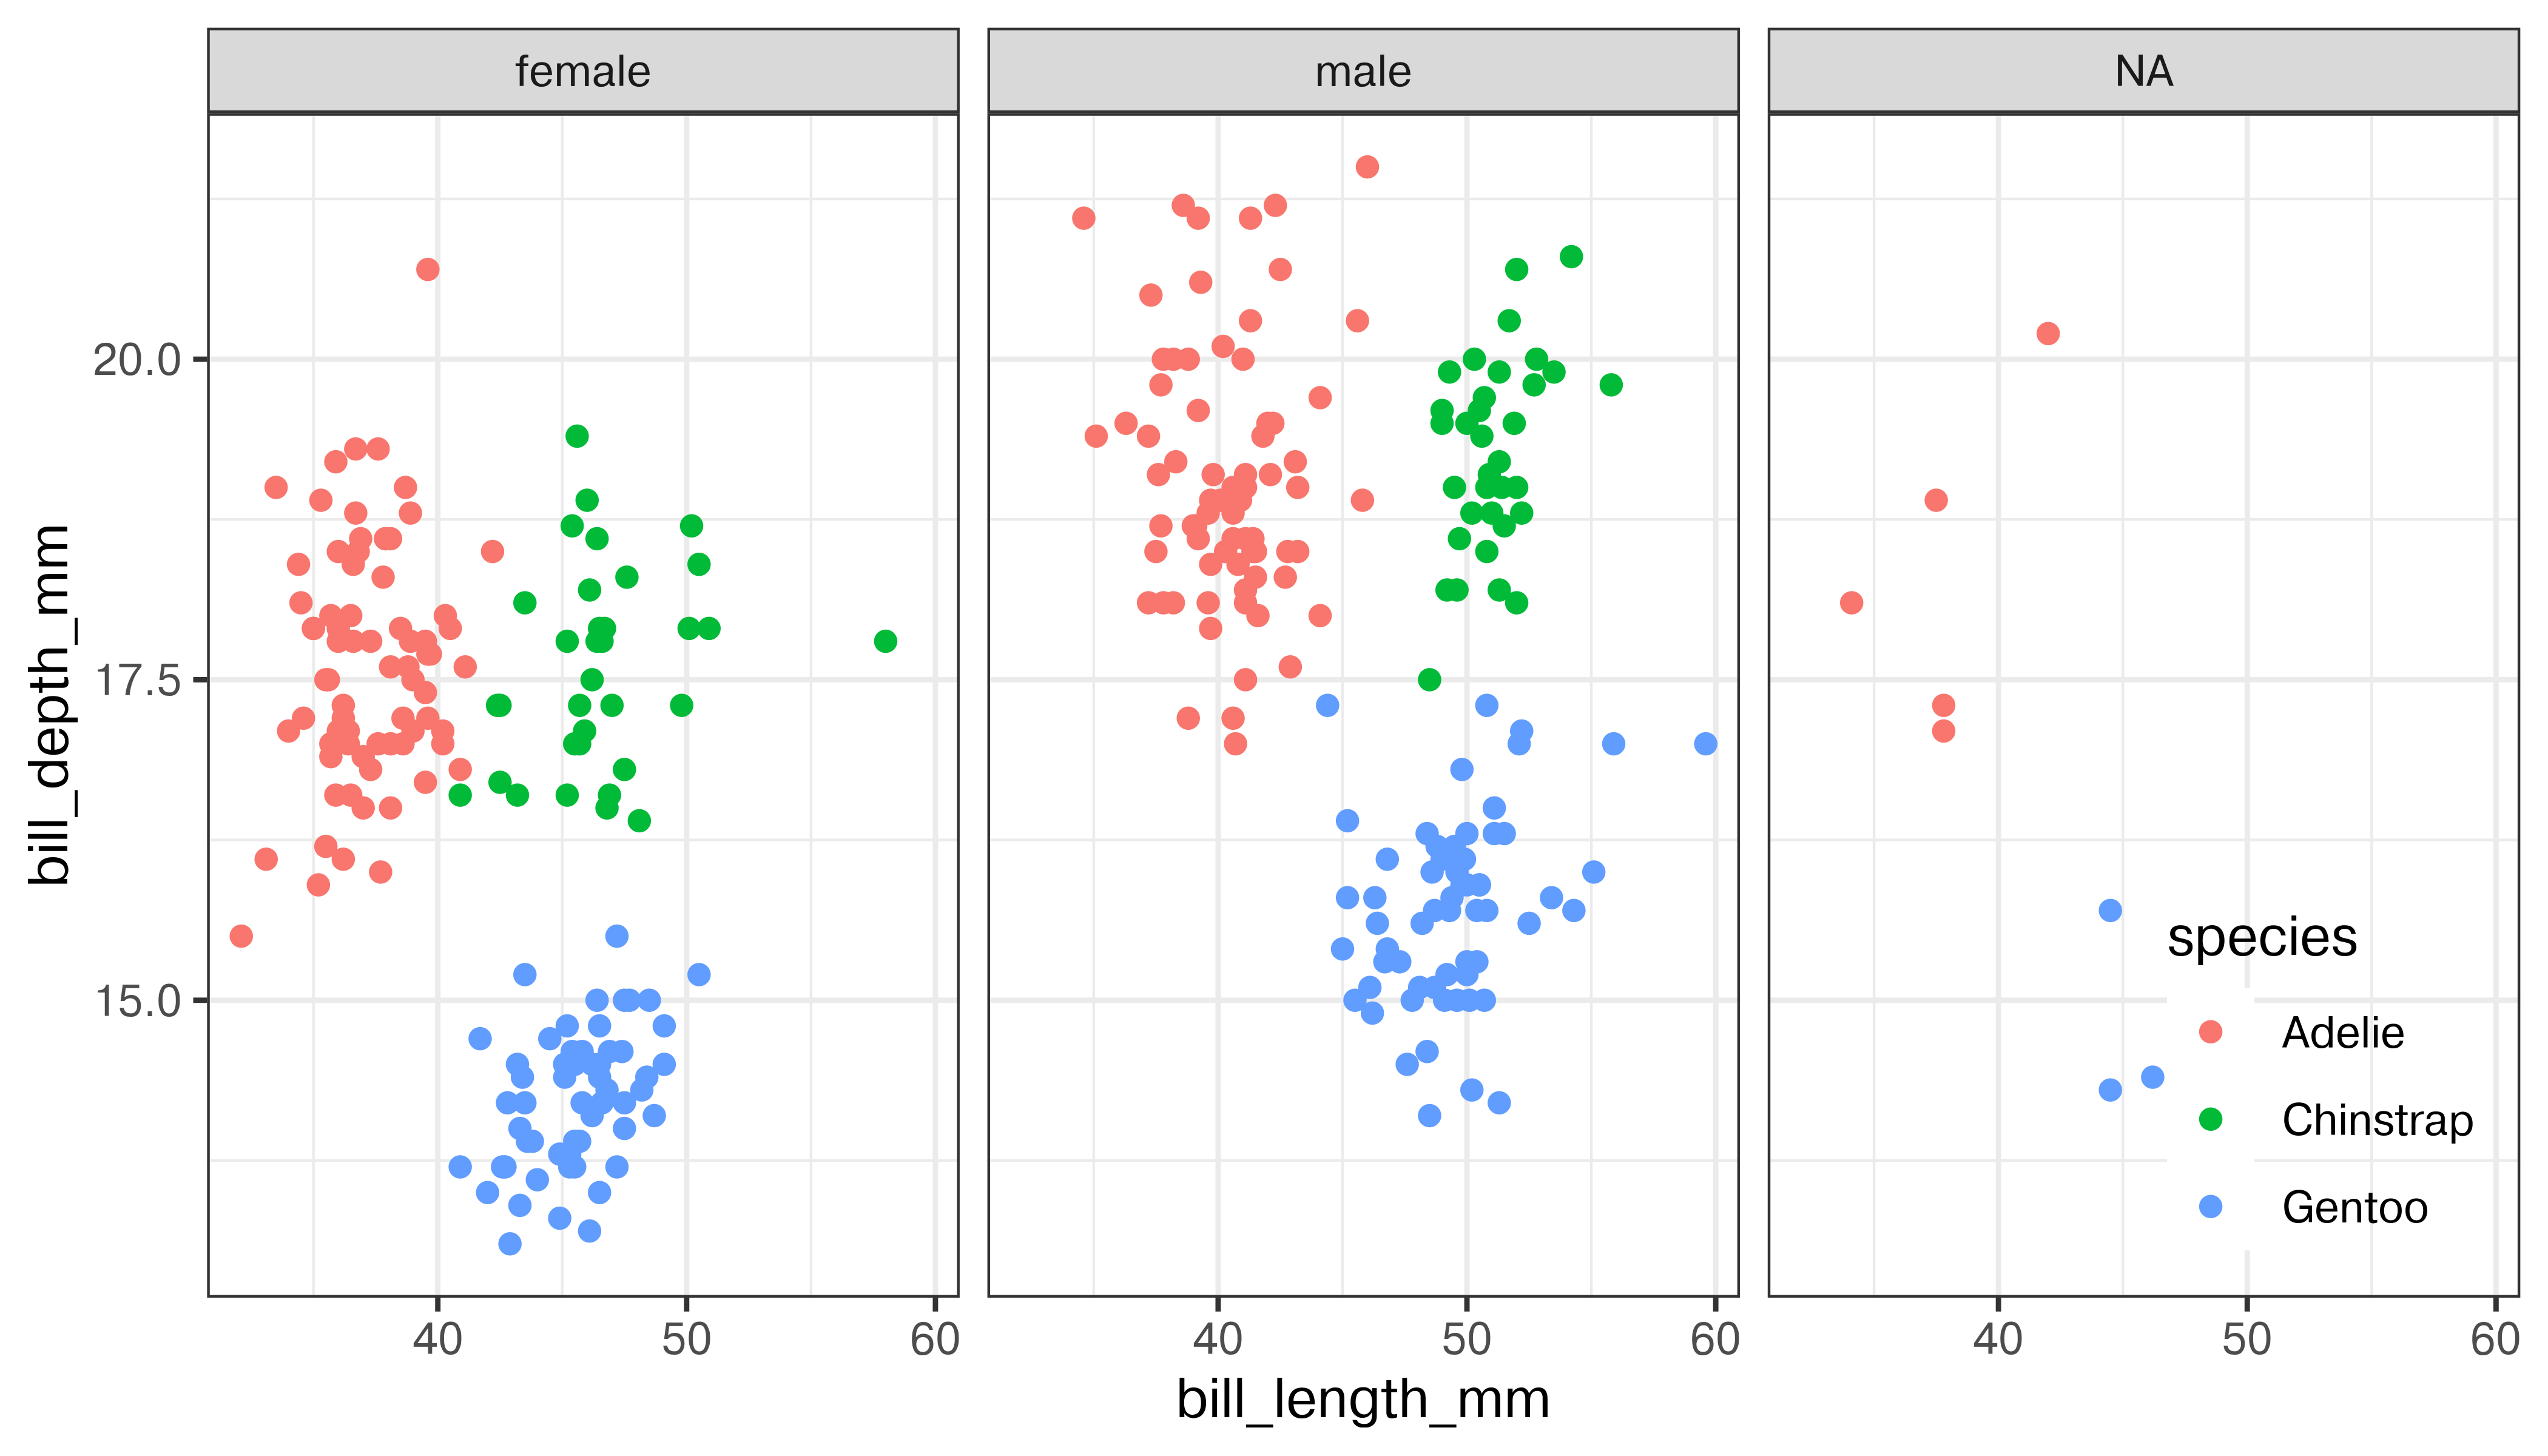 female male NA
bill_depth_mm
20.0
17.5
15.0
species
Adelie
Chinstrap
Gentoo
40 50 60 40 50 60 40 50 60
bill_length_mm